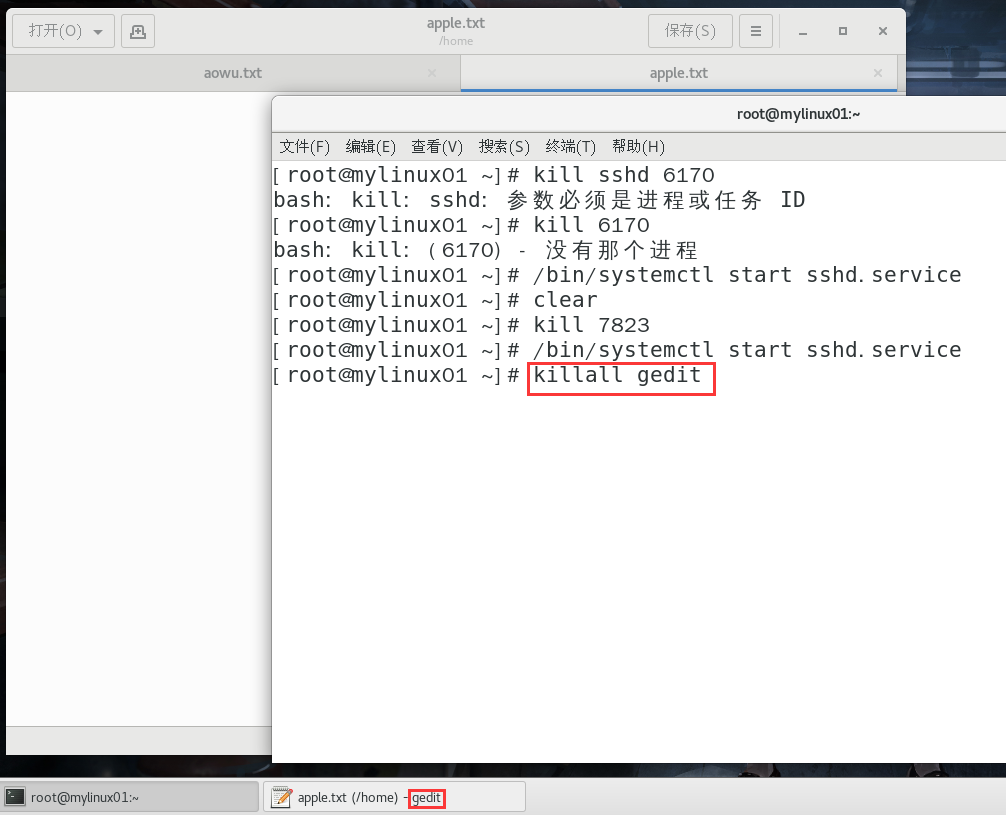 打开(O)
apple.txt
/home
保存(S)
aowu.txt
apple.txt
root@mylinux01:~
文件(F) 编辑(E) 查看(V) 搜索(S) 终端(T) 帮助(H)
[root@mylinux01 ~]# kill sshd 6170
bash: kill: sshd: 参数必须是进程或任务 ID
[root@mylinux01 ~]# kill 6170
bash: kill: (6170) - 没有那个进程
[root@mylinux01 ~]# /bin/systemctl start sshd.service
[root@mylinux01 ~]# clear
[root@mylinux01 ~]# kill 7823
[root@mylinux01 ~]# /bin/systemctl start sshd.service
[root@mylinux01 ~]# killall gedit
root@mylinux01:~
apple.txt (/home) - gedit